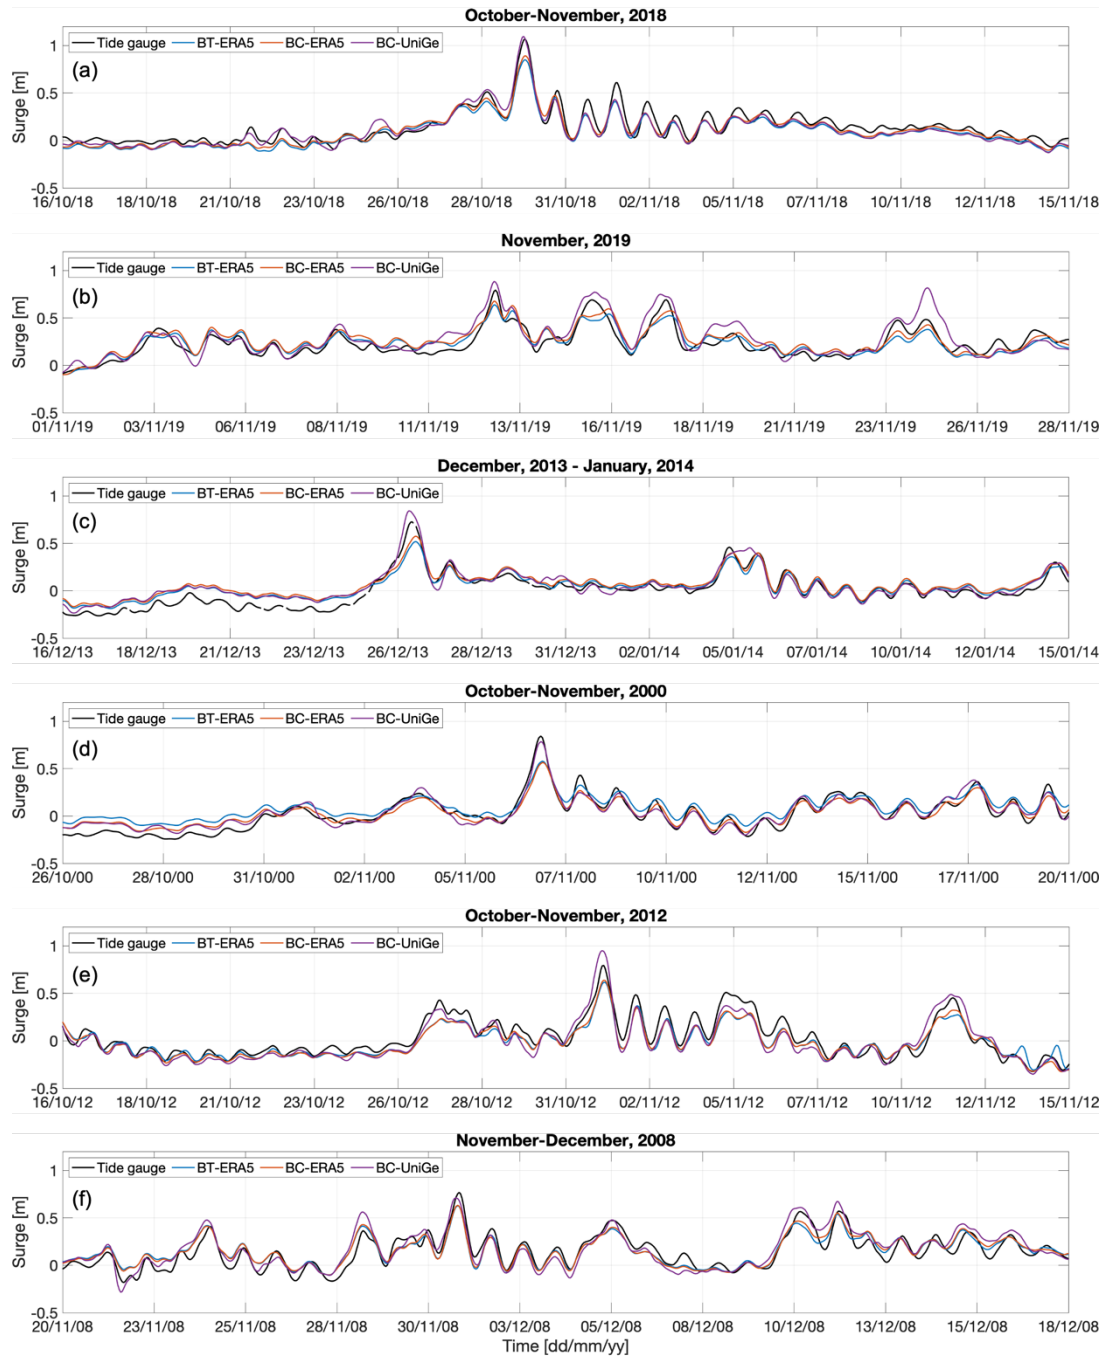 October-November, 2018
Tide gauge BT-ERA5 BC-ERA5 BC-UniGe
(a)
Surge [m]
1
0.5
0
-0.5
16/10/18 18/10/18 21/10/18 23/10/18 26/10/18 28/10/18 31/10/18 02/11/18 05/11/18 07/11/18 10/11/18 12/11/18 15/11/18
November, 2019
Tide gauge BT-ERA5 BC-ERA5 BC-UniGe
(b)
Surge [m]
1
0.5
0
-0.5
01/11/19 03/11/19 06/11/19 08/11/19 11/11/19 13/11/19 16/11/19 18/11/19 21/11/19 23/11/19 26/11/19 28/11/19
December, 2013 - January, 2014
Tide gauge BT-ERA5 BC-ERA5 BC-UniGe
(c)
Surge [m]
1
0.5
0
-0.5
16/12/13 18/12/13 21/12/13 23/12/13 26/12/13 28/12/13 31/12/13 02/01/14 05/01/14 07/01/14 10/01/14 12/01/14 15/01/14
October-November, 2000
Tide gauge BT-ERA5 BC-ERA5 BC-UniGe
(d)
Surge [m]
1
0.5
0
-0.5
26/10/00 28/10/00 31/10/00 02/11/00 05/11/00 07/11/00 10/11/00 12/11/00 15/11/00 17/11/00 20/11/00
October-November, 2012
Tide gauge BT-ERA5 BC-ERA5 BC-UniGe
(e)
Surge [m]
1
0.5
0
-0.5
16/10/12 18/10/12 21/10/12 23/10/12 26/10/12 28/10/12 31/10/12 02/11/12 05/11/12 07/11/12 10/11/12 12/11/12 15/11/12
November-December, 2008
Tide gauge BT-ERA5 BC-ERA5 BC-UniGe
(f)
Surge [m]
1
0.5
0
-0.5
20/11/08 23/11/08 25/11/08 28/11/08 30/11/08 03/12/08 05/12/08 08/12/08 10/12/08 13/12/08 15/12/08 18/12/08
Time [dd/mm/yy]